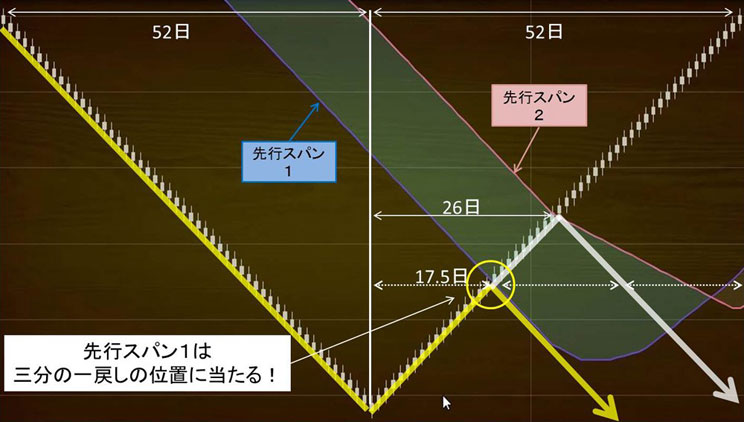 52日
52日
先行スパン
1
先行スパン
2
26日
17.5日
先行スパン1は
三分の一戻しの位置に当たる！